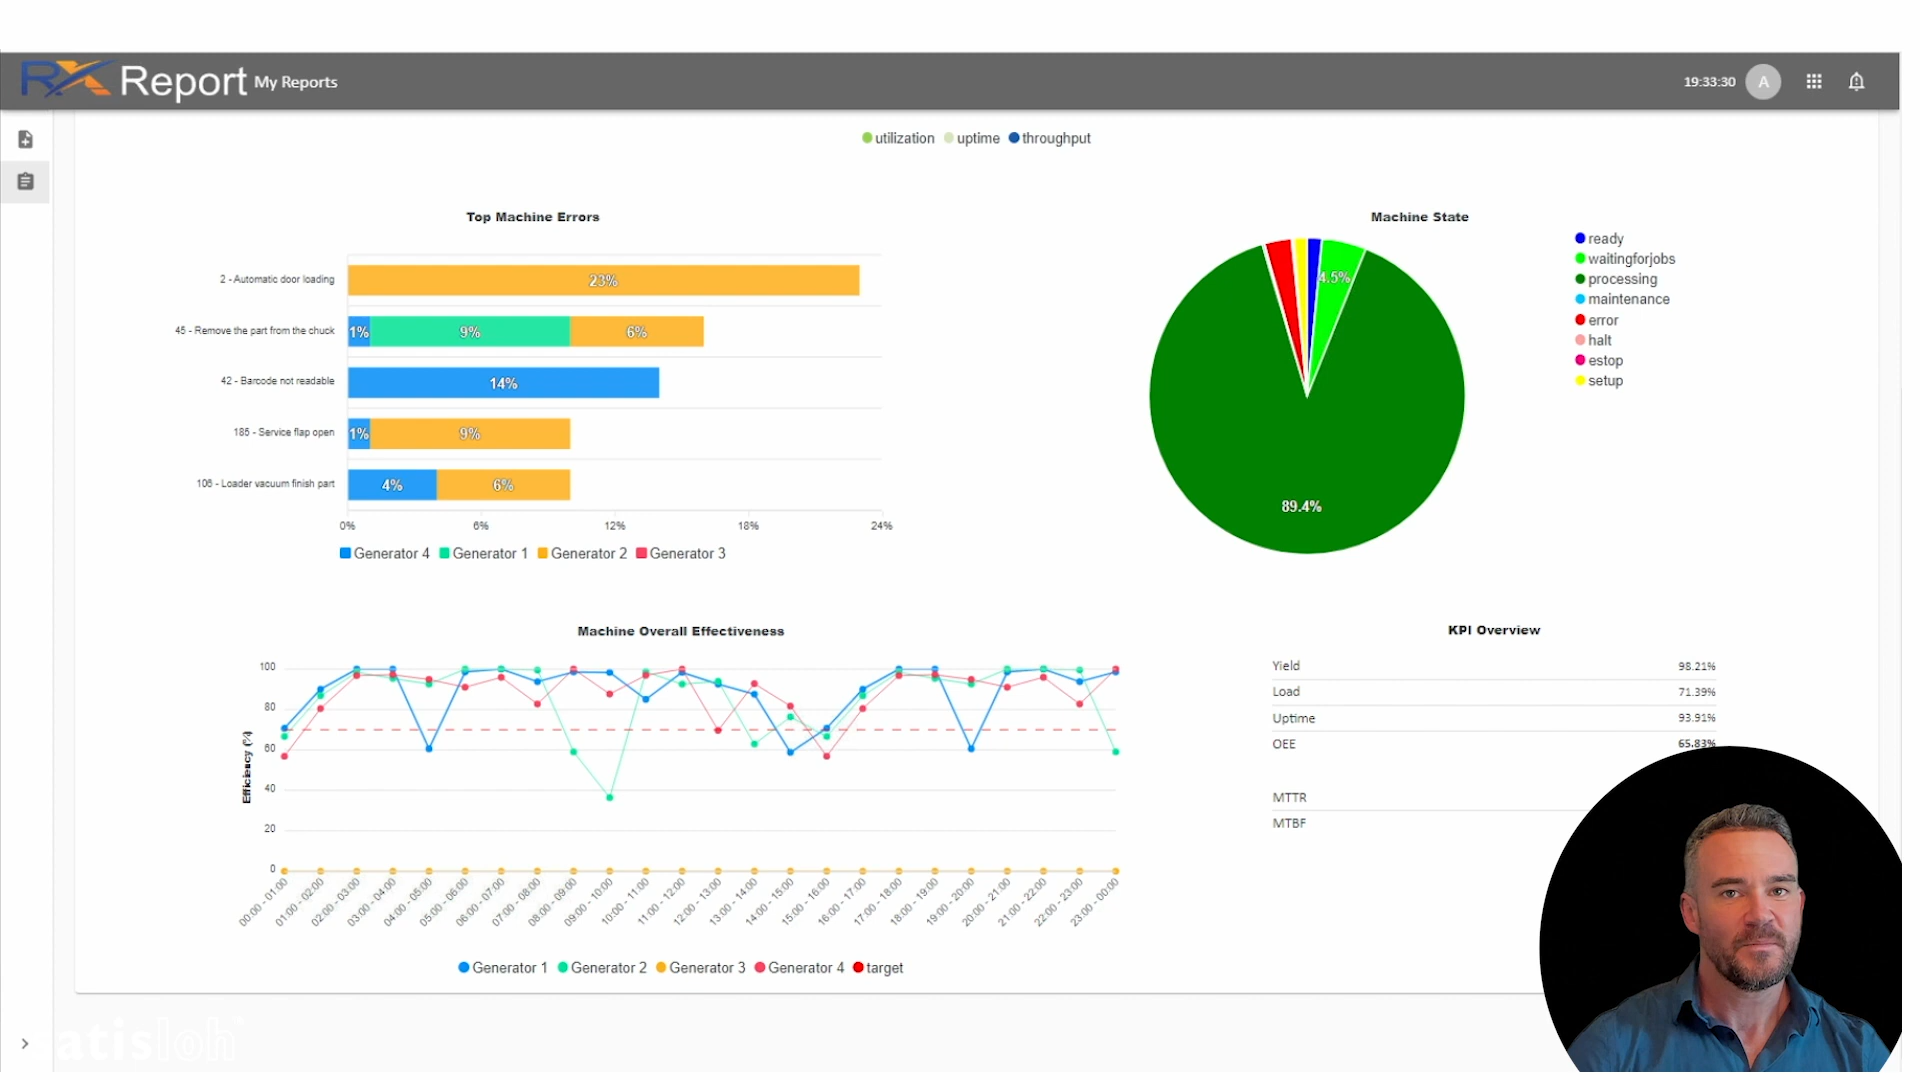 RX Report My Reports
19:33:30
A
utilization uptime throughput
Top Machine Errors
2 - Automatic door loading
23%
45 - Remove the part from the chuck
1% 9% 6%
42 - Barcode not readable
14%
185 - Service flap open
1% 9%
106 - Loader vacuum finish part
4% 6%
0% 6% 12% 18% 24%
Generator 4 Generator 1 Generator 2 Generator 3
Machine State
4.5%
89.4%
ready
waitingforjobs
processing
maintenance
error
halt
estop
setup
Machine Overall Effectiveness
Efficiency (%)
100
80
60
40
20
0
00:00 - 01:00
01:00 - 02:00
02:00 - 03:00
03:00 - 04:00
04:00 - 05:00
05:00 - 06:00
06:00 - 07:00
07:00 - 08:00
08:00 - 09:00
09:00 - 10:00
10:00 - 11:00
11:00 - 12:00
12:00 - 13:00
13:00 - 14:00
14:00 - 15:00
15:00 - 16:00
16:00 - 17:00
17:00 - 18:00
18:00 - 19:00
19:00 - 20:00
20:00 - 21:00
21:00 - 22:00
22:00 - 23:00
23:00 - 00:00
Generator 1 Generator 2 Generator 3 Generator 4 target
KPI Overview
Yield 98.21%
Load 71.39%
Uptime 93.91%
OEE 65.83%
MTTR
MTBF